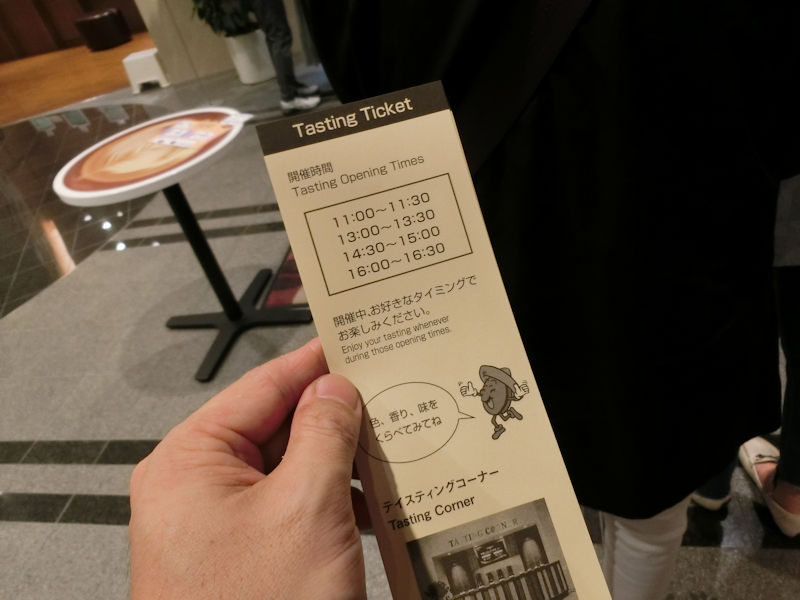 Tasting Ticket
開催時間
Tasting Opening Times
11:00～11:30
13:00～13:30
14:30～15:00
16:00～16:30
開催中、お好きなタイミングで
お楽しみください。
Enjoy your tasting whenever
during those opening times.
色、香り、味を
くらべてみてね
テイスティングコーナー
Tasting Corner
TASTING CORNER